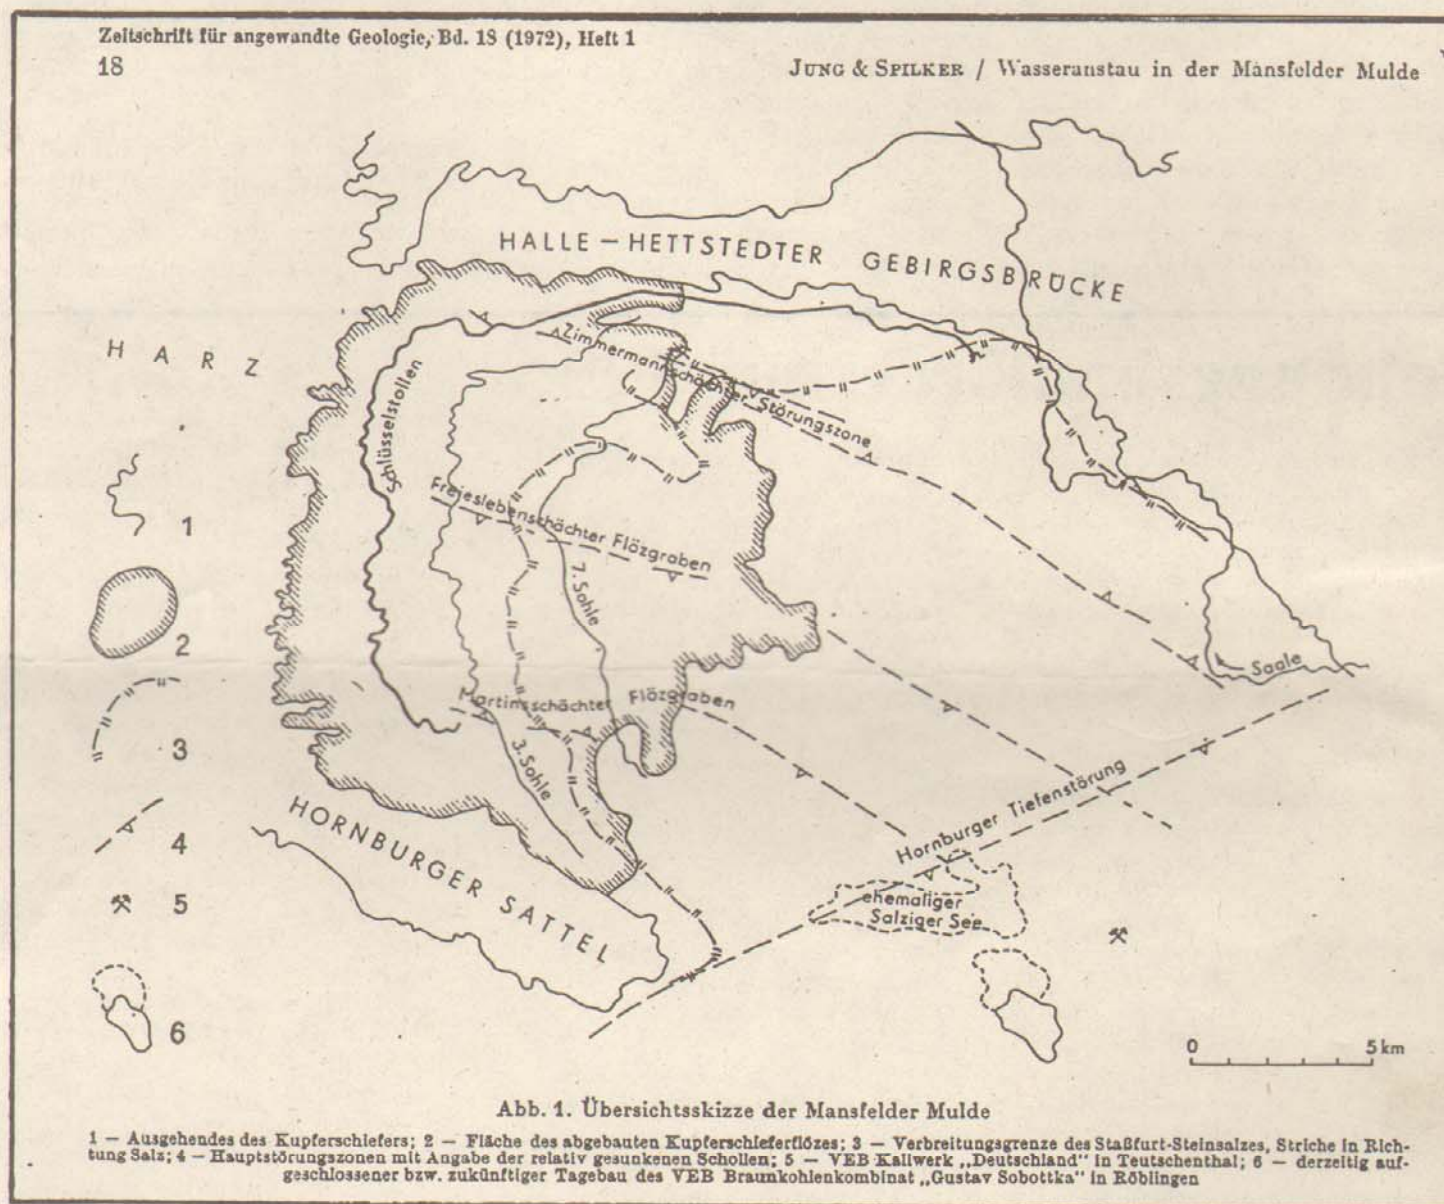 Zeitschrift für angewandte Geologie, Bd. 18 (1972), Heft 1
18
JUNG & SPILKER / Wasseranstau in der Mansfelder Mulde
HALLE – HETTSTEDTER GEBIRGSBRÜCKE
HARZ
Zimmermannschächter Störungszone
Schlüsselstollen
Freieslebenschächter Flözgraben
7. Sohle
Saale
Martinsschächter Flözgraben
3. Sohle
Hornburger Tiefenstörung
HORNBURGER SATTEL
ehemaliger
Salziger See
1
2
3
4
5
6
0 5 km
Abb. 1. Übersichtsskizze der Mansfelder Mulde
1 — Ausgehendes des Kupferschiefers; 2 — Fläche des abgebauten Kupferschieferflözes; 3 — Verbreitungsgrenze des Staßfurt-Steinsalzes, Striche in Rich-
tung Salz; 4 — Hauptstörungszonen mit Angabe der relativ gesunkenen Schollen; 5 — VEB Kaliwerk „Deutschland“ in Teutschenthal; 6 — derzeitig auf-
geschlossener bzw. zukünftiger Tagebau des VEB Braunkohlenkombinat „Gustav Sobottka“ in Röblingen